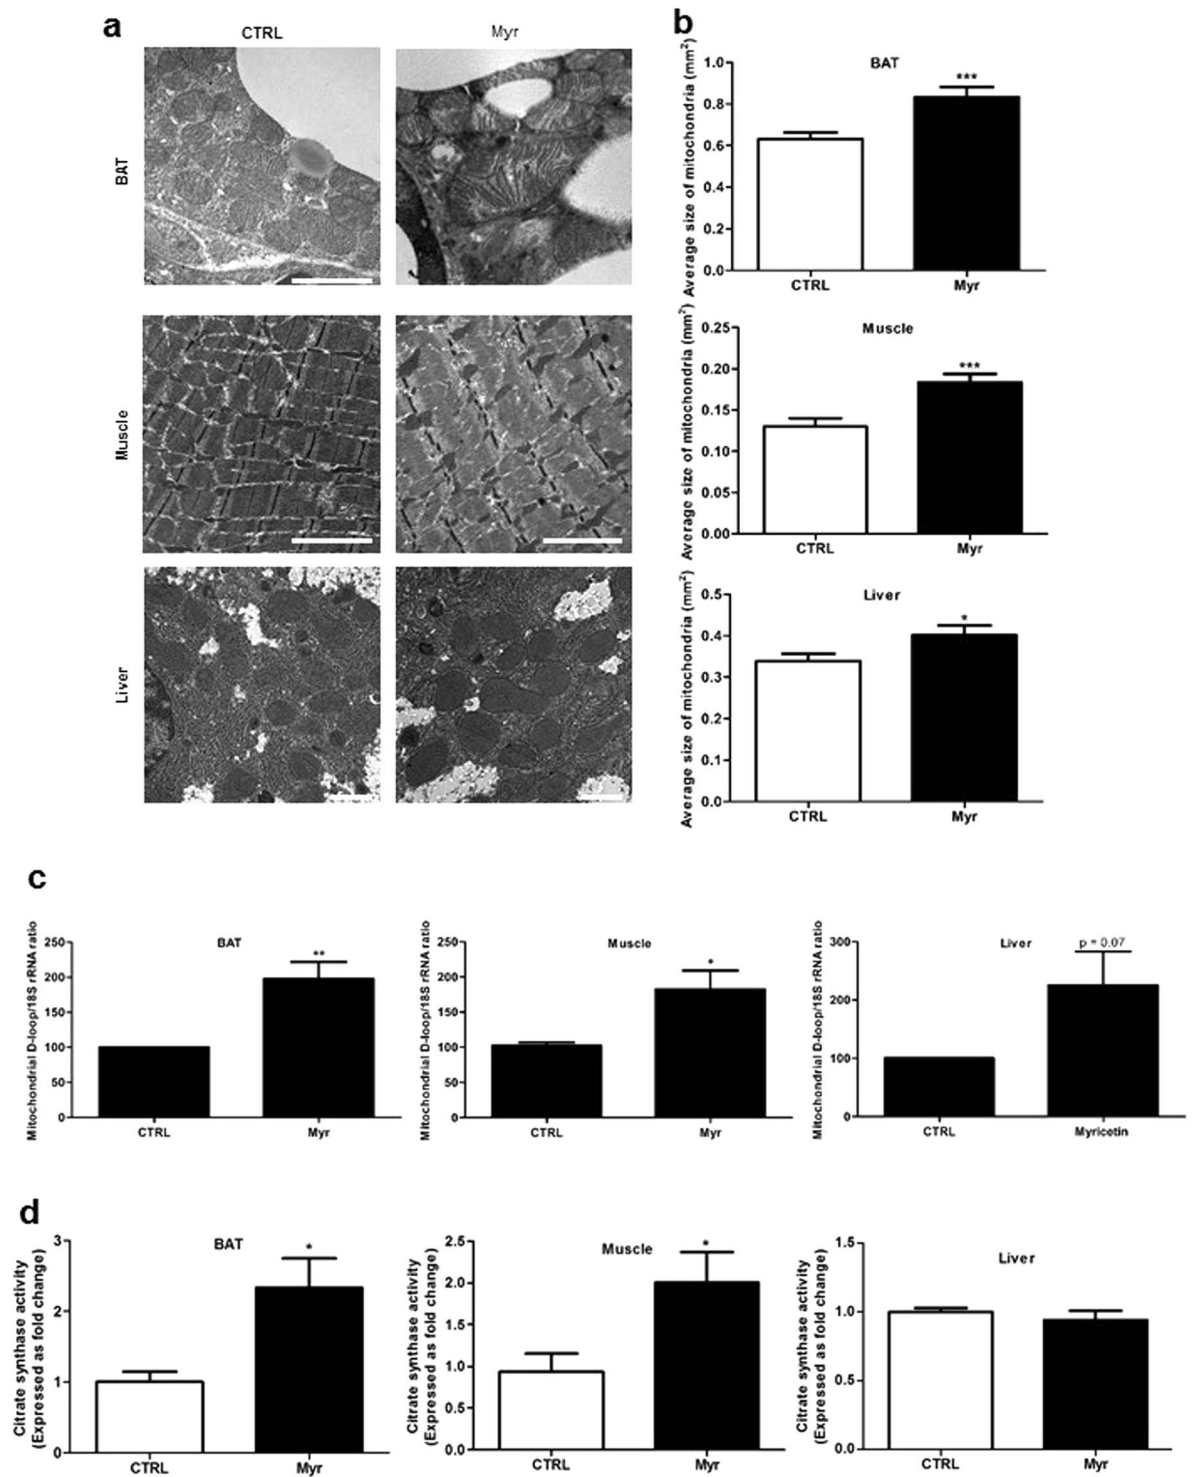 a
CTRL
Myr
BAT
Muscle
Liver
b
Average size of mitochondria (mm²)
BAT
1.0
0.8
0.6
0.4
0.2
0.0
***
CTRL
Myr
Average size of mitochondria (mm²)
Muscle
0.25
0.20
0.15
0.10
0.05
0.00
***
CTRL
Myr
Average size of mitochondria (mm²)
Liver
0.5
0.4
0.3
0.2
0.1
0.0
*
CTRL
Myr
c
Mitochondrial D-loop/18S rRNA ratio
BAT
250
200
150
100
50
0
**
CTRL
Myr
Mitochondrial D-loop/18S rRNA ratio
Muscle
250
200
150
100
50
0
*
CTRL
Myr
Mitochondrial D-loop/18S rRNA ratio
Liver
300
200
100
0
p = 0.07
CTRL
Myricetin
d
Citrate synthase activity
(Expressed as fold change)
BAT
3
2
1
0
*
CTRL
Myr
Citrate synthase activity
(Expressed as fold change)
Muscle
2.5
2.0
1.5
1.0
0.5
0.0
*
CTRL
Myr
Citrate synthase activity
(Expressed as fold change)
Liver
1.5
1.0
0.5
0.0
CTRL
Myr